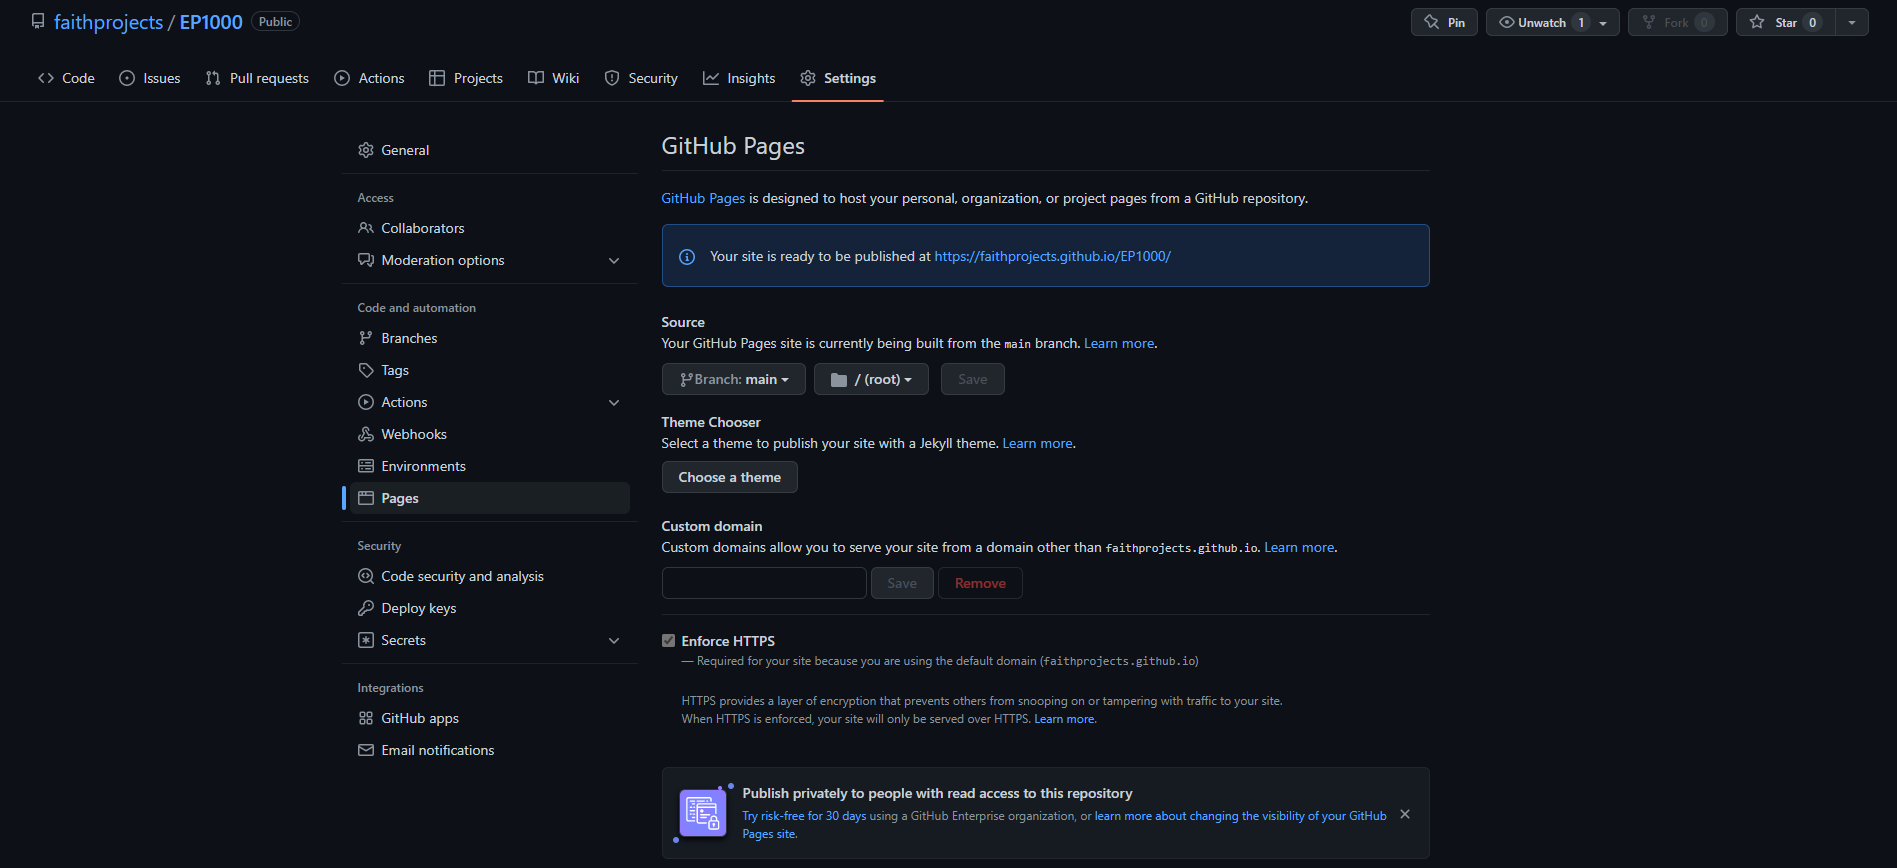 faithprojects / EP1000 Public
Pin
Unwatch 1
Fork 0
Star 0
Code
Issues
Pull requests
Actions
Projects
Wiki
Security
Insights
Settings
General
Access
Collaborators
Moderation options
Code and automation
Branches
Tags
Actions
Webhooks
Environments
Pages
Security
Code security and analysis
Deploy keys
Secrets
Integrations
GitHub apps
Email notifications
GitHub Pages
GitHub Pages is designed to host your personal, organization, or project pages from a GitHub repository.
Your site is ready to be published at https://faithprojects.github.io/EP1000/
Source
Your GitHub Pages site is currently being built from the main branch. Learn more.
Branch: main
/ (root)
Save
Theme Chooser
Select a theme to publish your site with a Jekyll theme. Learn more.
Choose a theme
Custom domain
Custom domains allow you to serve your site from a domain other than faithprojects.github.io. Learn more.
Save
Remove
Enforce HTTPS
— Required for your site because you are using the default domain (faithprojects.github.io)
HTTPS provides a layer of encryption that prevents others from snooping on or tampering with traffic to your site.
When HTTPS is enforced, your site will only be served over HTTPS. Learn more.
Publish privately to people with read access to this repository
Try risk-free for 30 days using a GitHub Enterprise organization, or learn more about changing the visibility of your GitHub
Pages site.